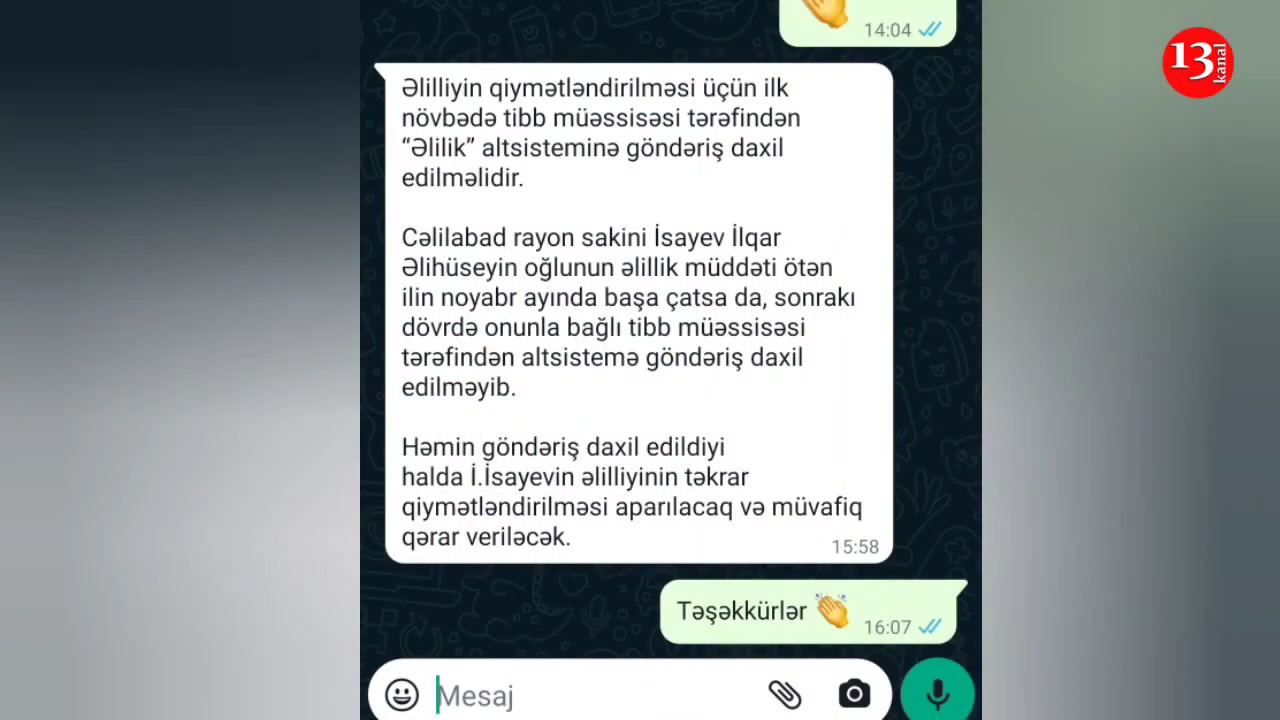 14:04
13
kanal
Əlilliyin qiymətləndirilməsi üçün ilk
növbədə tibb müəssisəsi tərəfindən
“Əlilik” altsisteminə göndəriş daxil
edilməlidir.
Cəlilabad rayon sakini İsayev İlqar
Əlihüseyin oğlunun əlillik müddəti ötən
ilin noyabr ayında başa çatsa da, sonrakı
dövrdə onunla bağlı tibb müəssisəsi
tərəfindən altsistemə göndəriş daxil
edilməyib.
Həmin göndəriş daxil edildiyi
halda İ.İsayevin əlilliyinin təkrar
qiymətləndirilməsi aparılacaq və müvafiq
qərar veriləcək.
15:58
Təşəkkürlər 👏
16:07
Mesaj